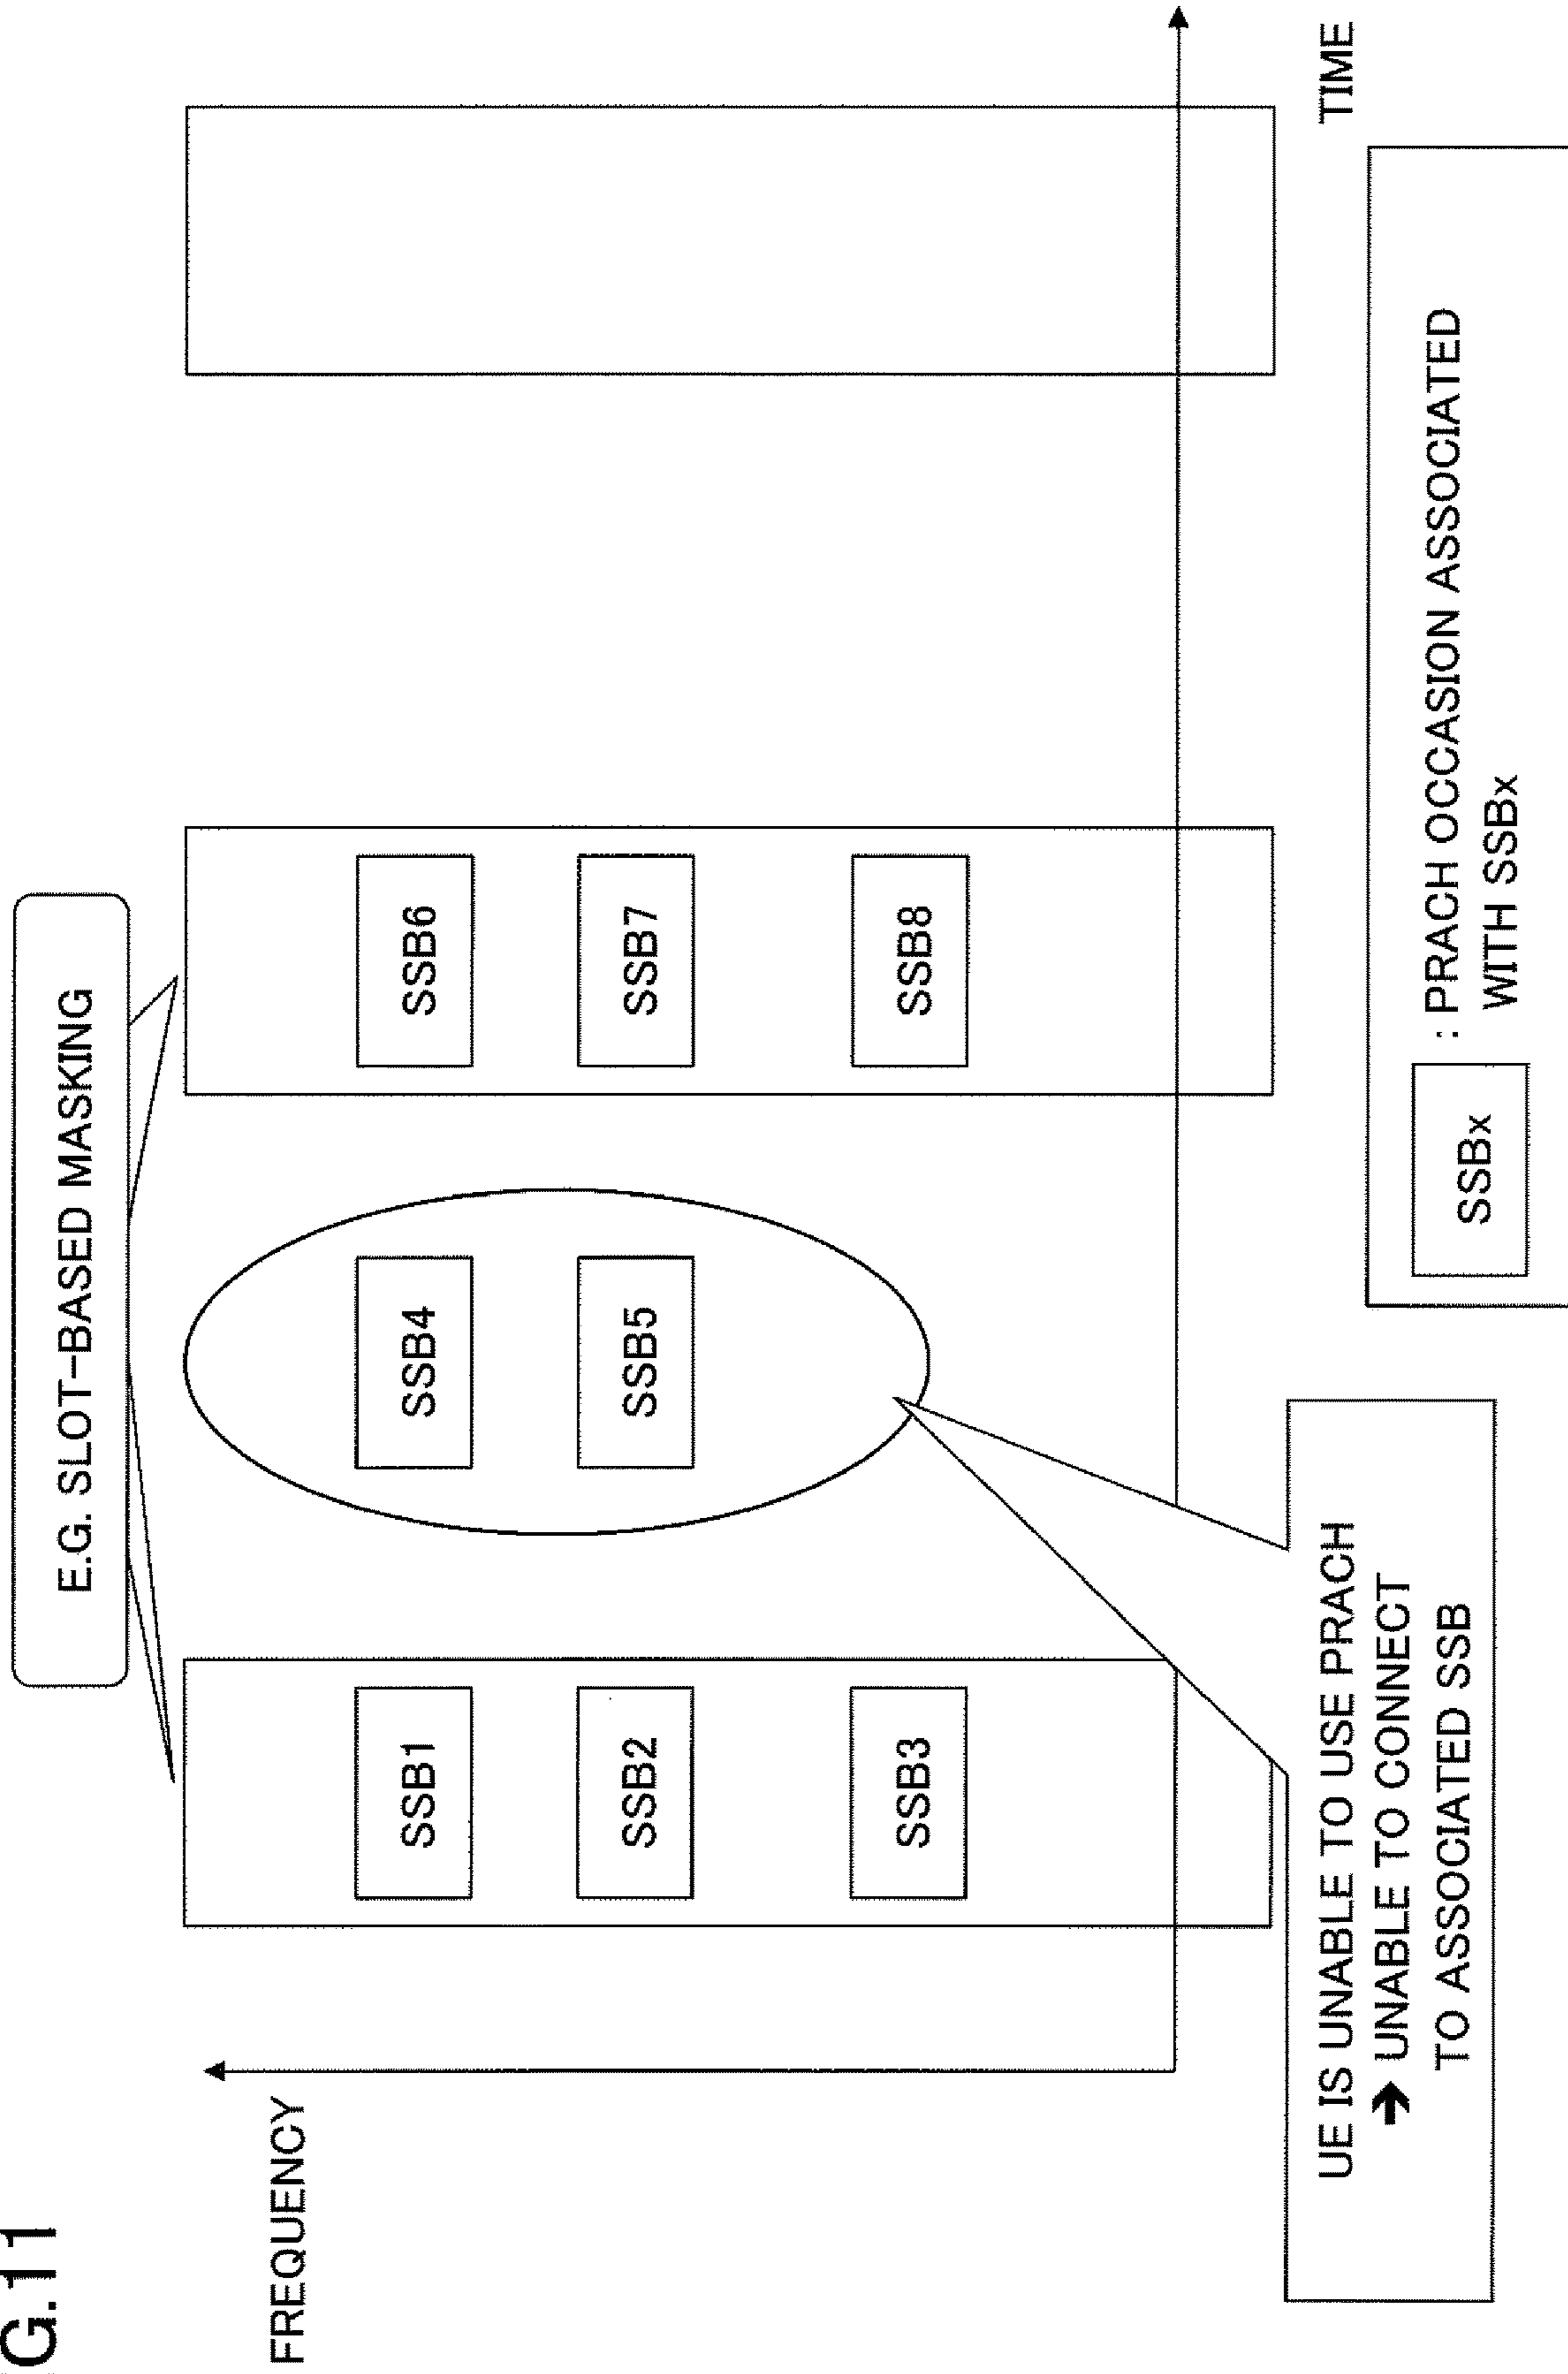 G.11
E.G. SLOT-BASED MASKING
FREQUENCY
SSB1
SSB2
SSB3
SSB4
SSB5
SSB6
SSB7
SSB8
TIME
UE IS UNABLE TO USE PRACH
➔ UNABLE TO CONNECT
TO ASSOCIATED SSB
SSBx
: PRACH OCCASION ASSOCIATED
WITH SSBx